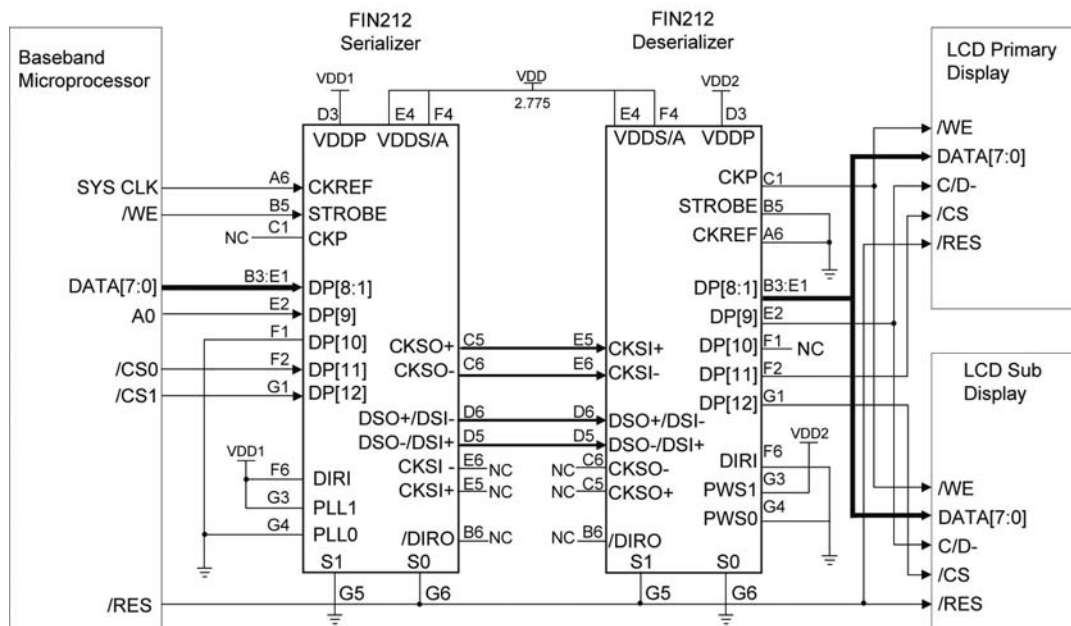 FIN212
Serializer
FIN212
Deserializer
Baseband
Microprocessor
LCD Primary
Display
VDD1
VDD
2.775
VDD2
D3
E4
F4
E4
F4
D3
VDDP
VDDS/A
VDDS/A
VDDP
SYS CLK
A6
CKREF
/WE
B5
STROBE
NC
C1
CKP
DATA[7:0]
B3:E1
DP[8:1]
A0
E2
DP[9]
F1
DP[10]
/CS0
F2
DP[11]
/CS1
G1
DP[12]
VDD1
F6
DIRI
G3
PLL1
G4
PLL0
CKSO+
C5
CKSO-
C6
DSO+/DSI-
D6
DSO-/DSI+
D5
CKSI -
E6
NC
CKSI+
E5
NC
/DIRO
B6
NC
S1
S0
G5
G6
E5
CKSI+
E6
CKSI-
D6
DSO+/DSI-
D5
DSO-/DSI+
NC
C6
CKSO-
NC
C5
CKSO+
NC
B6
/DIRO
CKP
C1
STROBE
B5
CKREF
A6
DP[8:1]
B3:E1
DP[9]
E2
DP[10]
F1
NC
DP[11]
F2
DP[12]
G1
VDD2
DIRI
F6
PWS1
G3
PWS0
G4
S1
S0
G5
G6
/WE
DATA[7:0]
C/D-
/CS
/RES
LCD Sub
Display
/WE
DATA[7:0]
C/D-
/CS
/RES
/RES